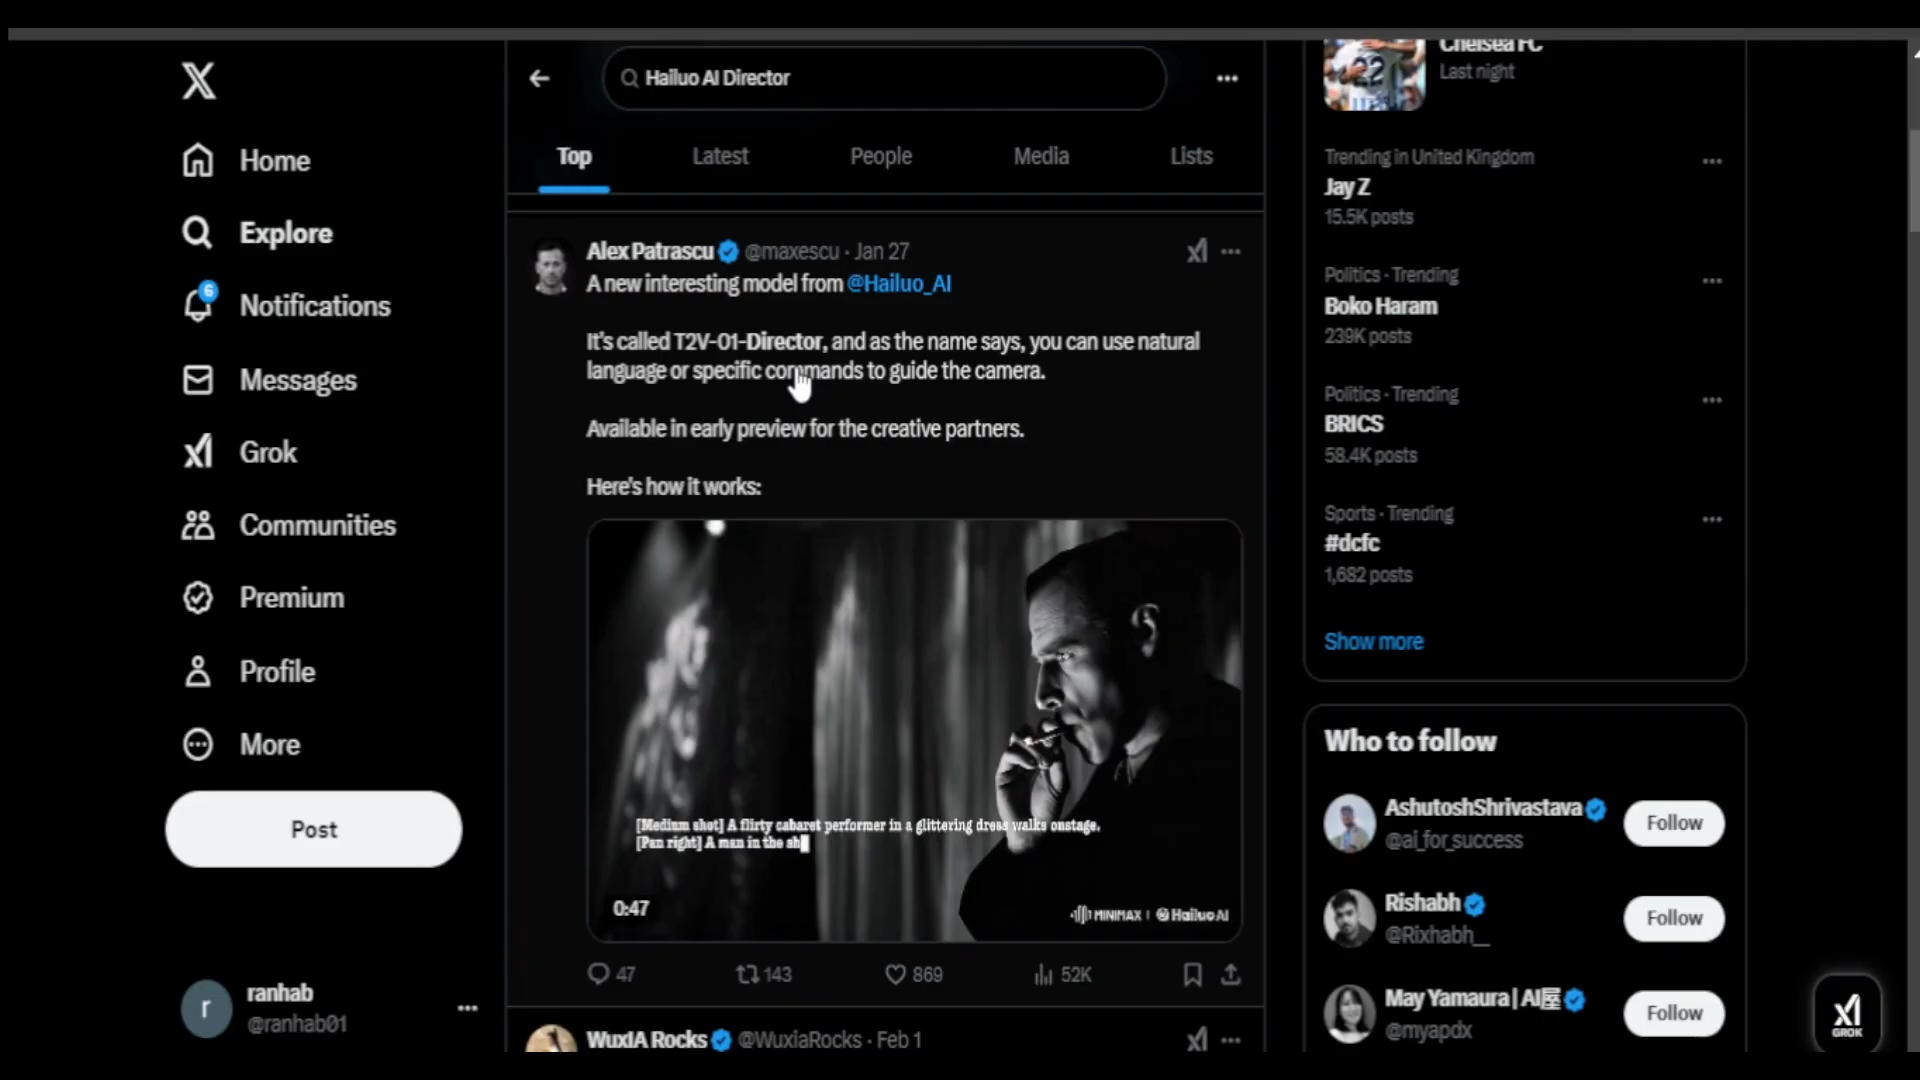 Home
Explore
6
Notifications
Messages
Grok
Communities
Premium
Profile
More
Post
r
ranhab
@ranhab01
Hailuo AI Director
Top
Latest
People
Media
Lists
Alex Patrascu @maxescu · Jan 27
A new interesting model from @Hailuo_AI
It's called T2V-01-Director, and as the name says, you can use natural
language or specific commands to guide the camera.
Available in early preview for the creative partners.
Here's how it works:
[Medium shot] A flirty cabaret performer in a glittering dress walks onstage.
[Pan right] A man in the sh
0:47
MINIMAX | Hailuo AI
47
143
869
52K
WuxIA Rocks @WuxiaRocks · Feb 1
22
Chelsea FC
Last night
Trending in United Kingdom
Jay Z
15.5K posts
Politics · Trending
Boko Haram
239K posts
Politics · Trending
BRICS
58.4K posts
Sports · Trending
#dcfc
1,682 posts
Show more
Who to follow
AshutoshShrivastava
@ai_for_success
Follow
Rishabh
@Rixhabh__
Follow
May Yamaura | AI屋
@myapdx
Follow
GROK